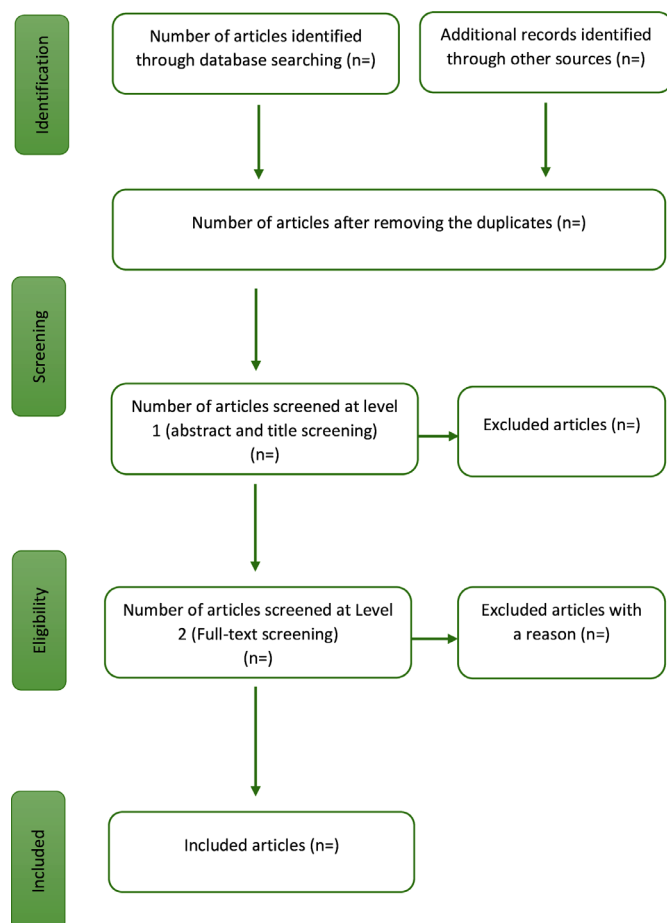 Identification
Number of articles identified
through database searching (n=)
Additional records identified
through other sources (n=)
Number of articles after removing the duplicates (n=)
Screening
Number of articles screened at level
1 (abstract and title screening)
(n=)
Excluded articles (n=)
Eligibility
Number of articles screened at Level
2 (Full-text screening)
(n=)
Excluded articles with
a reason (n=)
Included
Included articles (n=)